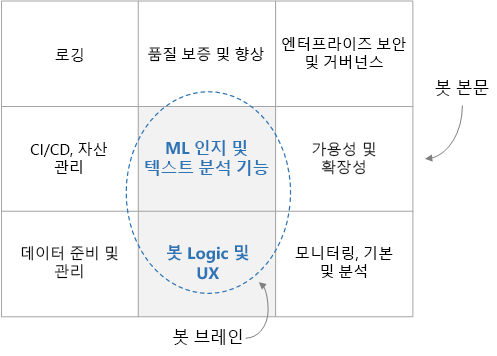 로깅
품질 보증 및 향상
엔터프라이즈 보안
및 거버넌스
봇 본문
CI/CD, 자산
관리
ML 인지 및
텍스트 분석 기능
가용성 및
확장성
데이터 준비 및
관리
봇 Logic 및
UX
모니터링, 기본
및 분석
봇 브레인